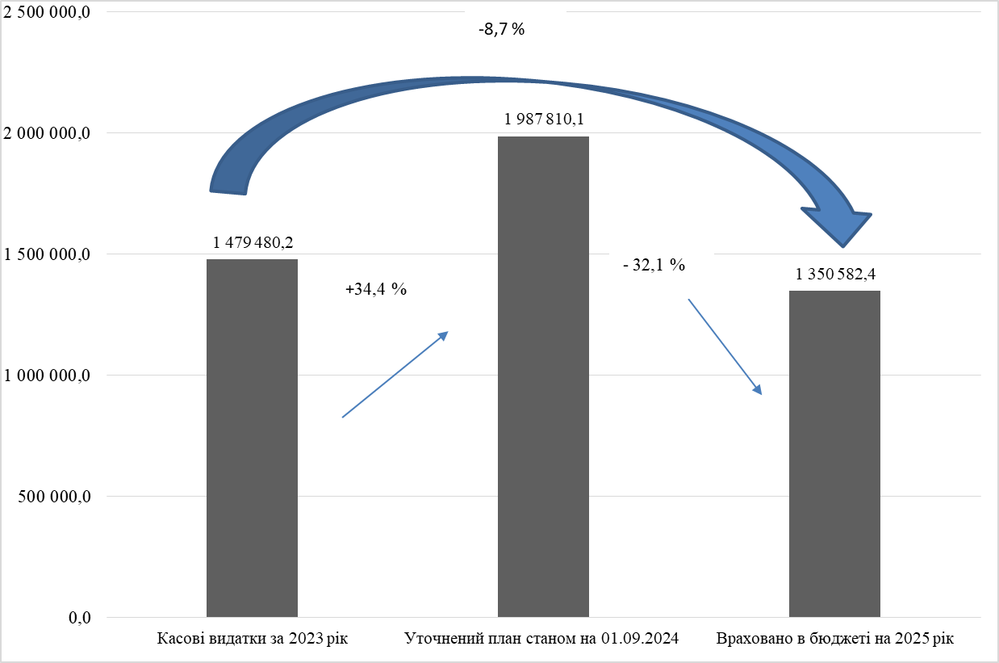 2 500 000,0
-8,7 %
2 000 000,0
1 987 810,1
1 500 000,0
1 479 480,2
- 32,1 %
1 350 582,4
+34,4 %
1 000 000,0
500 000,0
0,0
Касові видатки за 2023 рік
Уточнений план станом на 01.09.2024
Враховано в бюджеті на 2025 рік